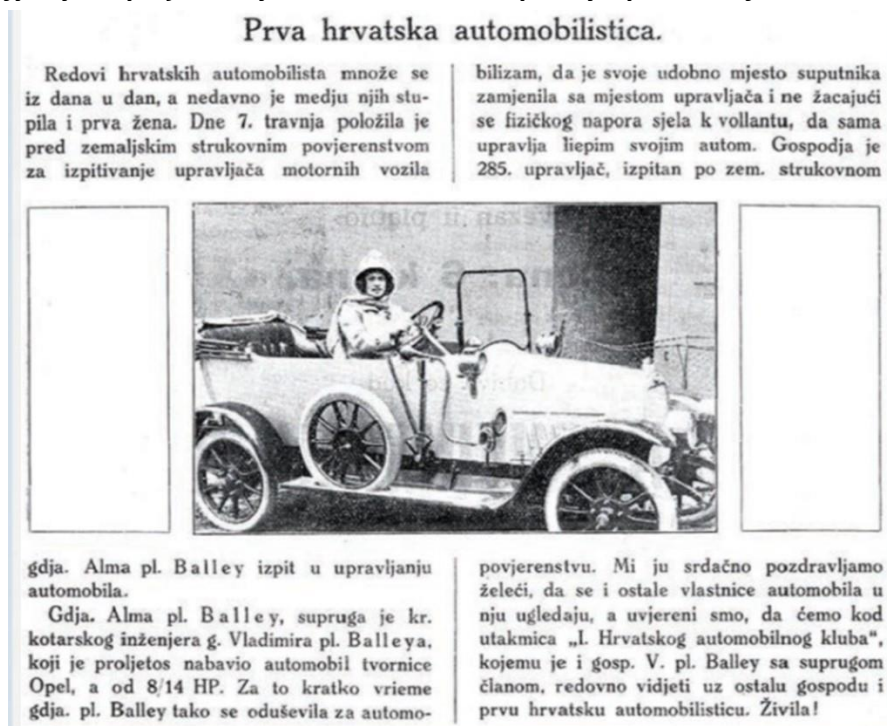 Prva hrvatska automobilistica.
Redovi hrvatskih automobilista množe se
iz dana u dan, a nedavno je medju njih stu-
pila i prva žena. Dne 7. travnja položila je
pred zemaljskim strukovnim povjerenstvom
za izpitivanje upravljača motornih vozila
gdja. Alma pl. Balley izpit u upravljanju
automobila.
Gdja. Alma pl. Balley, supruga je kr.
kotarskog inženjera g. Vladimira pl. Balleya,
koji je proljetos nabavio automobil tvornice
Opel, a od 8/14 HP. Za to kratko vrieme
gdja. pl. Balley tako se oduševila za automo-
bilizam, da je svoje udobno mjesto suputnika
zamjenila sa mjestom upravljača i ne žacajući
se fizičkog napora sjela k vollantu, da sama
upravlja liepim svojim autom. Gospodja je
285. upravljač, izpitan po zem. strukovnom
povjerenstvu. Mi ju srdačno pozdravljamo
želeći, da se i ostale vlastnice automobila u
nju ugledaju, a uvjereni smo, da ćemo kod
utakmica „I. Hrvatskog automobilnog kluba“,
kojemu je i gosp. V. pl. Balley sa suprugom
članom, redovno vidjeti uz ostalu gospodu i
prvu hrvatsku automobilisticu. Živila!